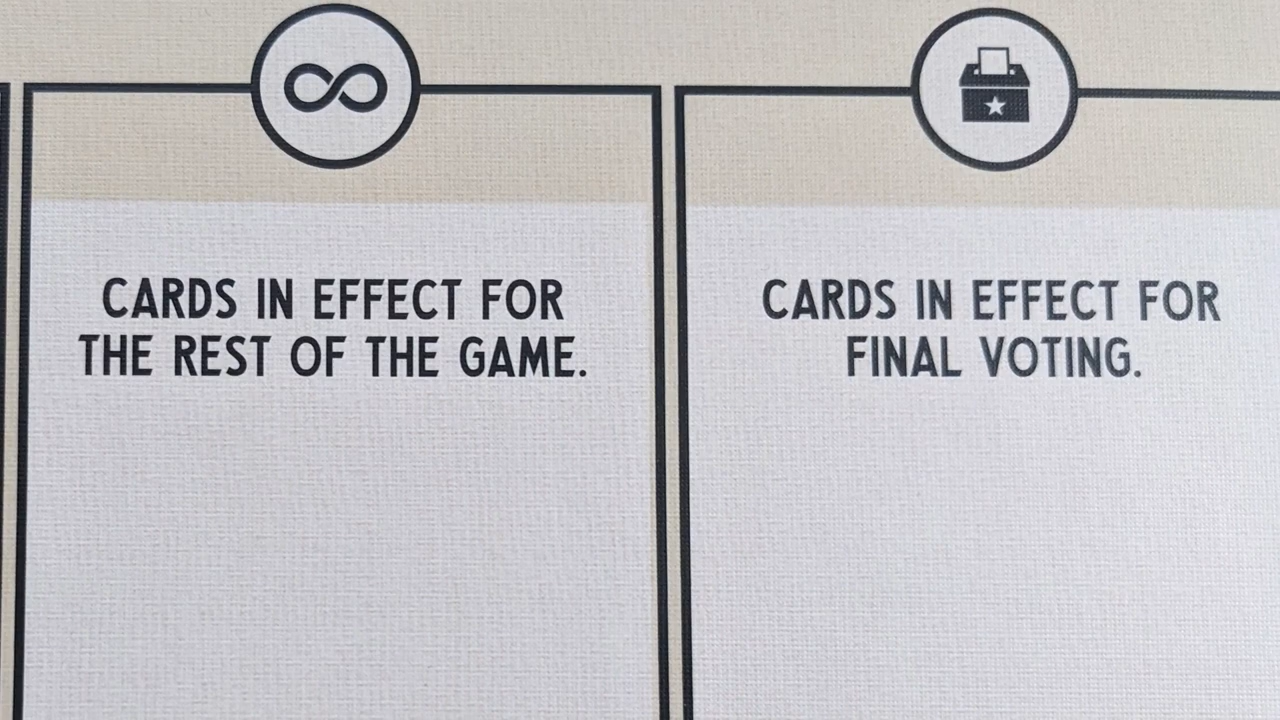 CARDS IN EFFECT FOR
THE REST OF THE GAME.
CARDS IN EFFECT FOR
FINAL VOTING.